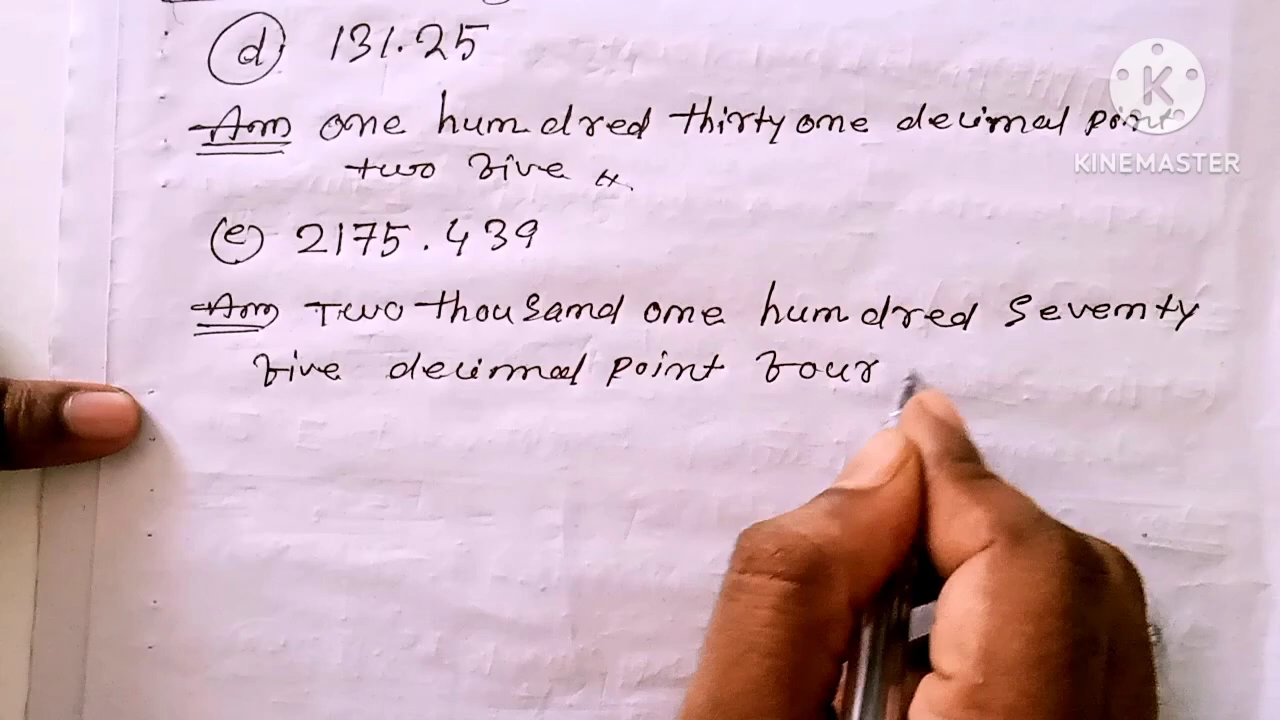 (d) 131.25
Ans one hundred thirty one decimal point
two five
(e) 2175.439
Ans Two thousand one hundred seventy
five decimal point four
K
KINEMASTER